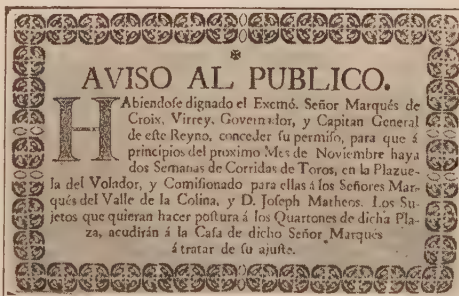 AVISO AL PUBLICO.
HAbiendose dignado el Excmó. Señor Marqués de
Croix, Virrey, Governador, y Capitan General
de este Reyno, conceder su permiso, para que á
principios del proximo Mes de Noviembre haya
dos Semanas de Corridas de Toros, en la Plazue-
la del Volador, y Comisionado para ellas á los Señores Mar-
qués del Valle de la Colina, y D. Joseph Matheos. Los Su-
jetos que quieran hacer postura á los Quartones de dicha Pla-
za, acudirán á la Casa de dicho Señor Marqués
á tratar de su ajuste.